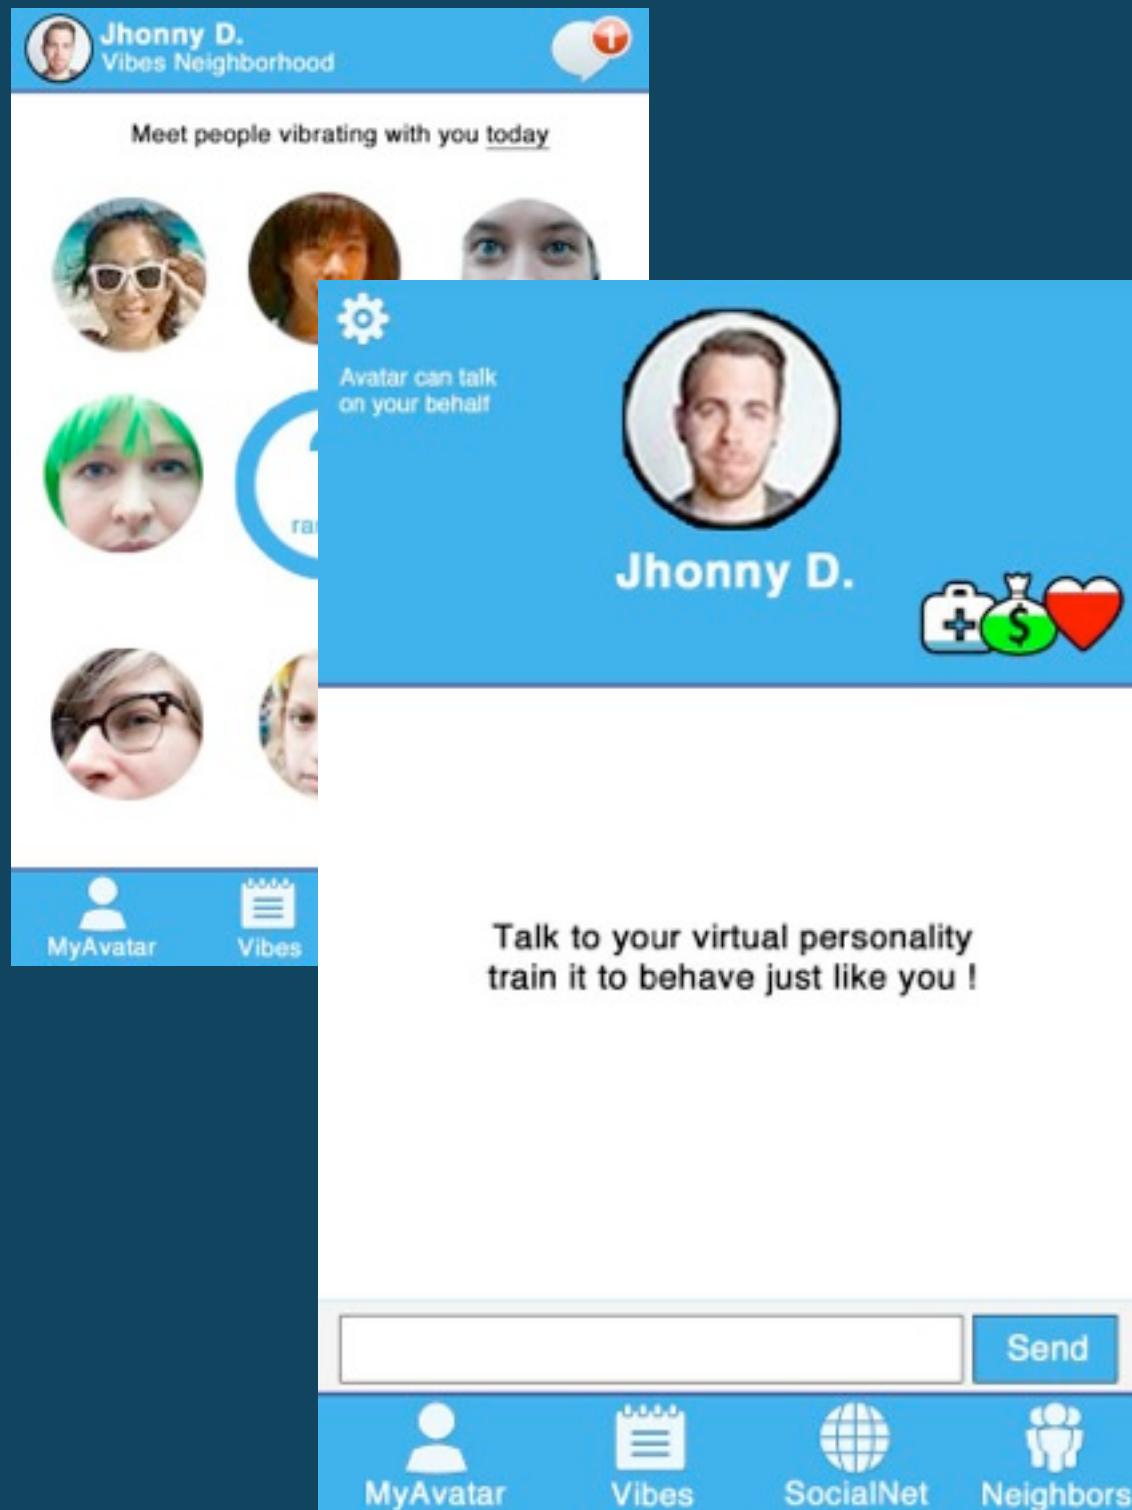 Jhonny D.
Vibes Neighborhood
1
Meet people vibrating with you today
MyAvatar
Vibes
Avatar can talk
on your behalf
Jhonny D.
$
Talk to your virtual personality
train it to behave just like you !
Send
MyAvatar
Vibes
SocialNet
Neighbors